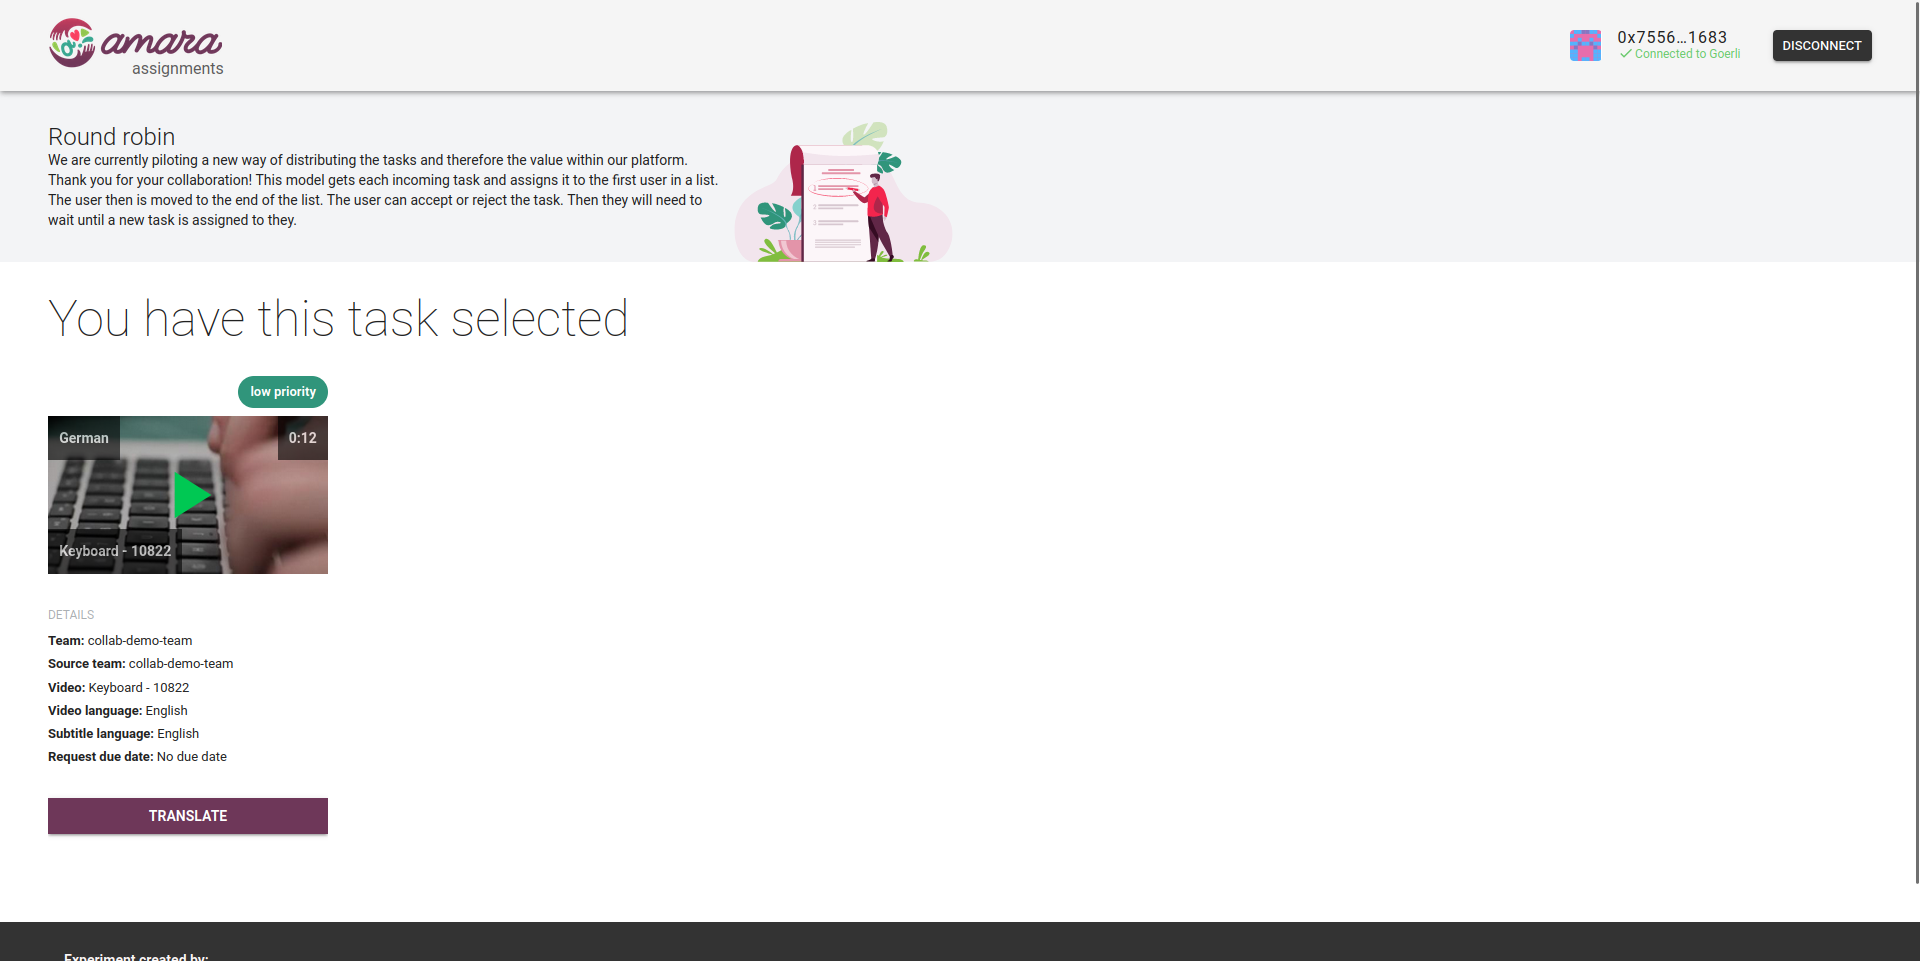 amara
assignments
0x7556...1683
Connected to Goerli
DISCONNECT
Round robin
We are currently piloting a new way of distributing the tasks and therefore the value within our platform.
Thank you for your collaboration! This model gets each incoming task and assigns it to the first user in a list.
The user then is moved to the end of the list. The user can accept or reject the task. Then they will need to
wait until a new task is assigned to they.
You have this task selected
low priority
German
0:12
Keyboard - 10822
DETAILS
Team: collab-demo-team
Source team: collab-demo-team
Video: Keyboard - 10822
Video language: English
Subtitle language: English
Request due date: No due date
TRANSLATE
Experiment created by: